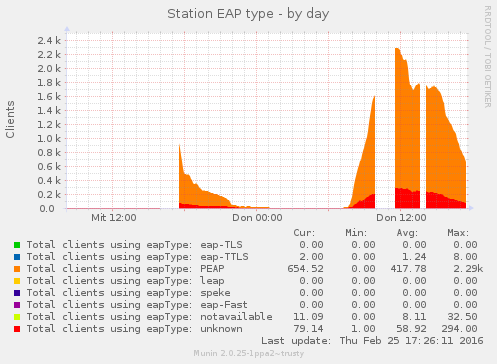 Station EAP type - by day
RRDTOOL / TOBI OETIKER
Clients
2.4 k
2.2 k
2.0 k
1.8 k
1.6 k
1.4 k
1.2 k
1.0 k
0.8 k
0.6 k
0.4 k
0.2 k
0.0
Mit 12:00 Don 00:00 Don 12:00
Cur: Min: Avg: Max:
Total clients using eapType: eap-TLS 0.00 0.00 0.00 0.00
Total clients using eapType: eap-TTLS 2.00 0.00 1.24 8.00
Total clients using eapType: PEAP 654.52 0.00 417.78 2.29k
Total clients using eapType: leap 0.00 0.00 0.00 0.00
Total clients using eapType: speke 0.00 0.00 0.00 0.00
Total clients using eapType: eap-Fast 0.00 0.00 0.00 0.00
Total clients using eapType: notavailable 11.09 0.00 8.11 32.50
Total clients using eapType: unknown 79.14 1.00 58.92 294.00
Last update: Thu Feb 25 17:26:11 2016
Munin 2.0.25-1ppa2~trusty